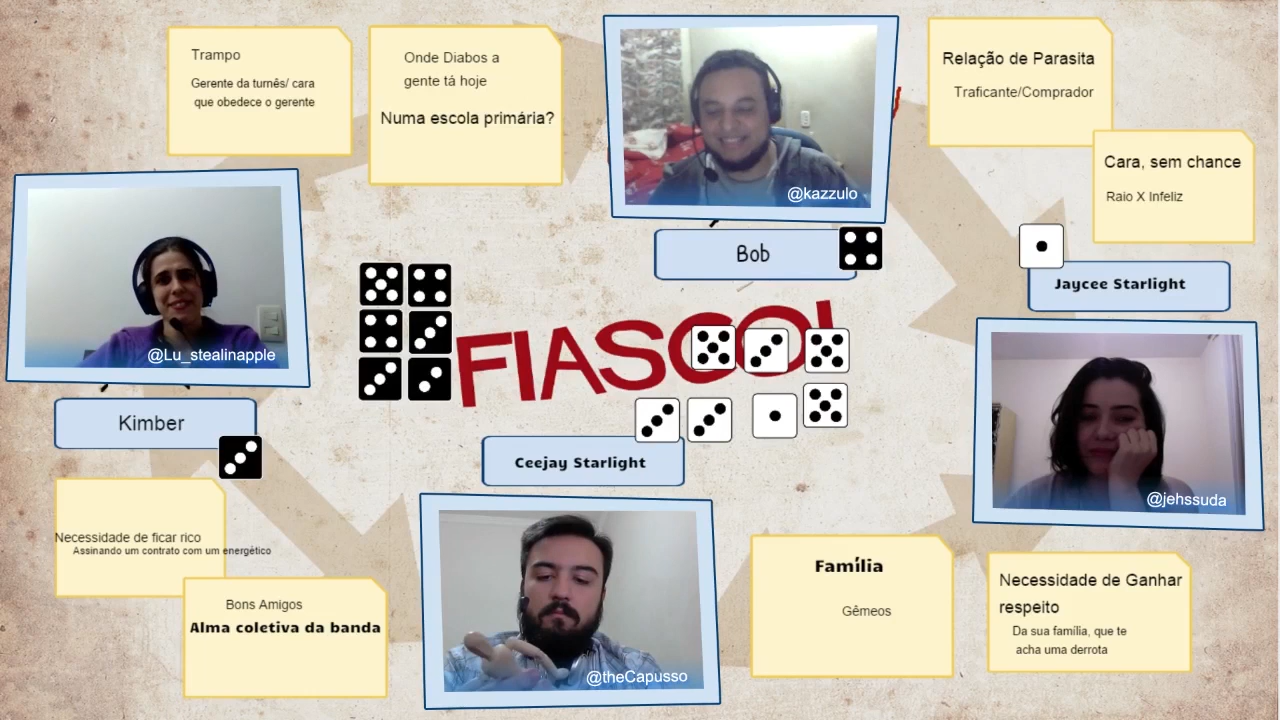 Trampo
Gerente da turnês/ cara
que obedece o gerente
Onde Diabos a
gente tá hoje
Numa escola primária?
@kazzulo
Bob
Relação de Parasita
Traficante/Comprador
Cara, sem chance
Raio X Infeliz
Jaycee Starlight
@Lu_stealinapple
Kimber
FIASCO!
Ceejay Starlight
@jehssuda
Necessidade de ficar rico
Assinando um contrato com um energético
Bons Amigos
Alma coletiva da banda
@theCapusso
Família
Gêmeos
Necessidade de Ganhar
respeito
Da sua família, que te
acha uma derrota